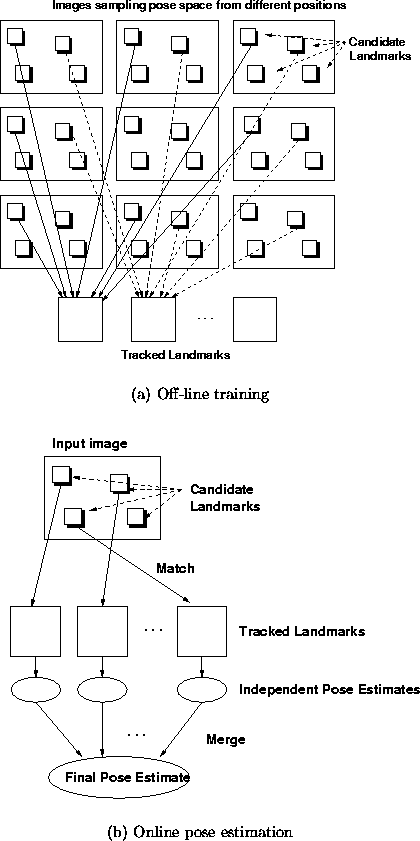 Images sampling pose space from different positions
Candidate
Landmarks
. . .
Tracked Landmarks
(a) Off-line training
Input image
Candidate
Landmarks
Match
. . .
Tracked Landmarks
Independent Pose Estimates
. . .
Merge
Final Pose Estimate
(b) Online pose estimation